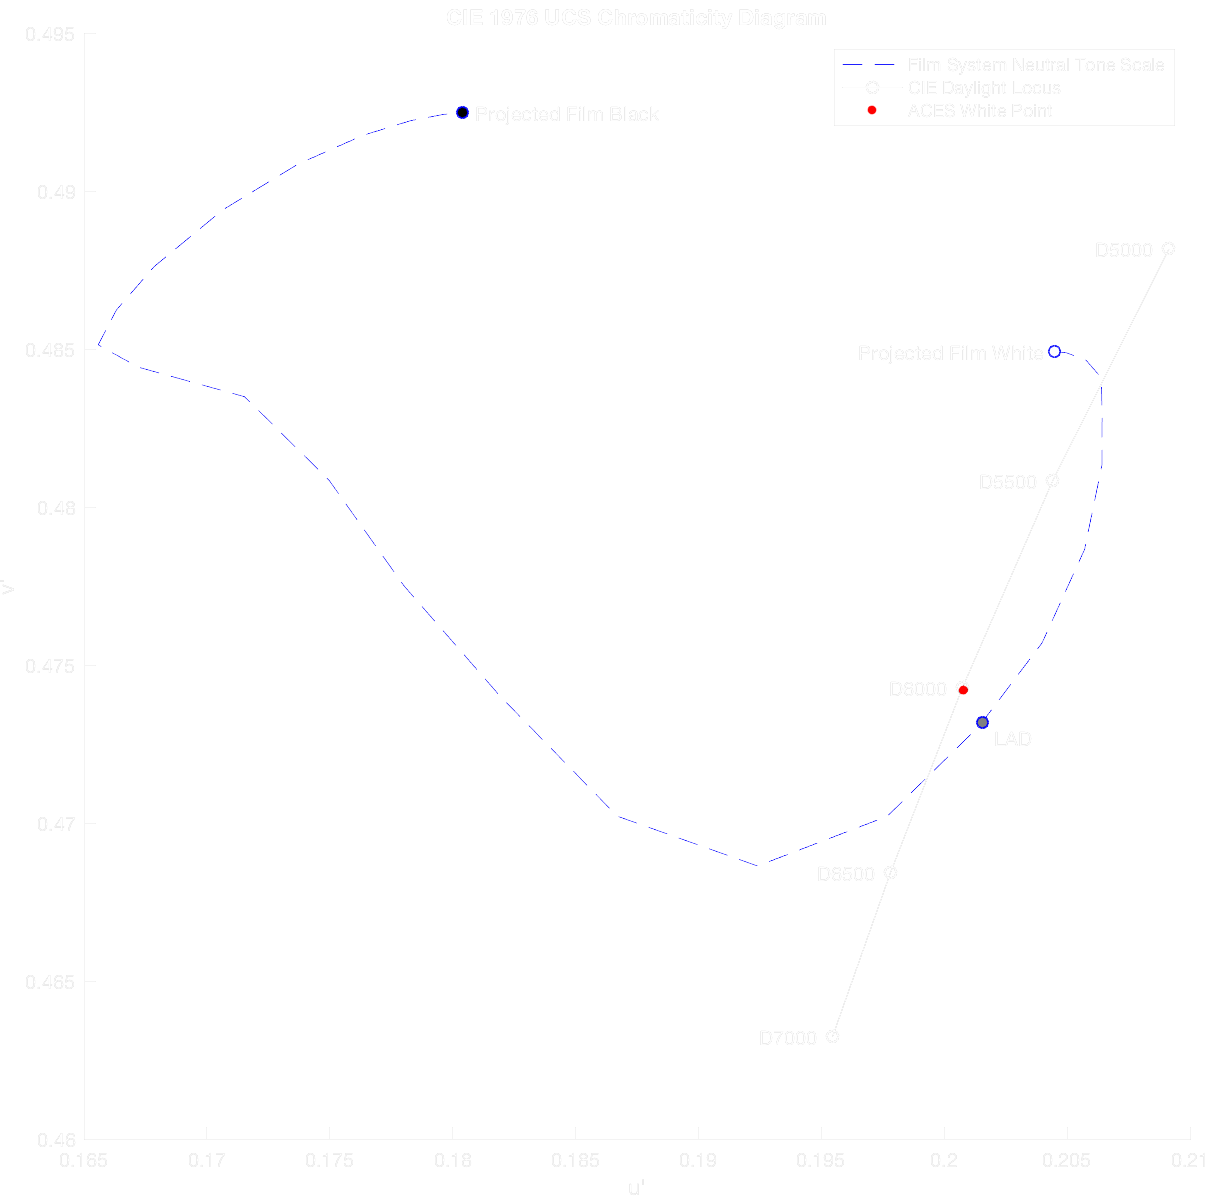 CIE 1976 UCS Chromaticity Diagram
0.495
Film System Neutral Tone Scale
CIE Daylight Locus
ACES White Point
Projected Film Black
0.49
D5000
0.485
Projected Film White
D5500
0.48
v'
0.475
D6000
LAD
0.47
D6500
0.465
D7000
0.46
0.165 0.17 0.175 0.18 0.185 0.19 0.195 0.2 0.205 0.21
u'